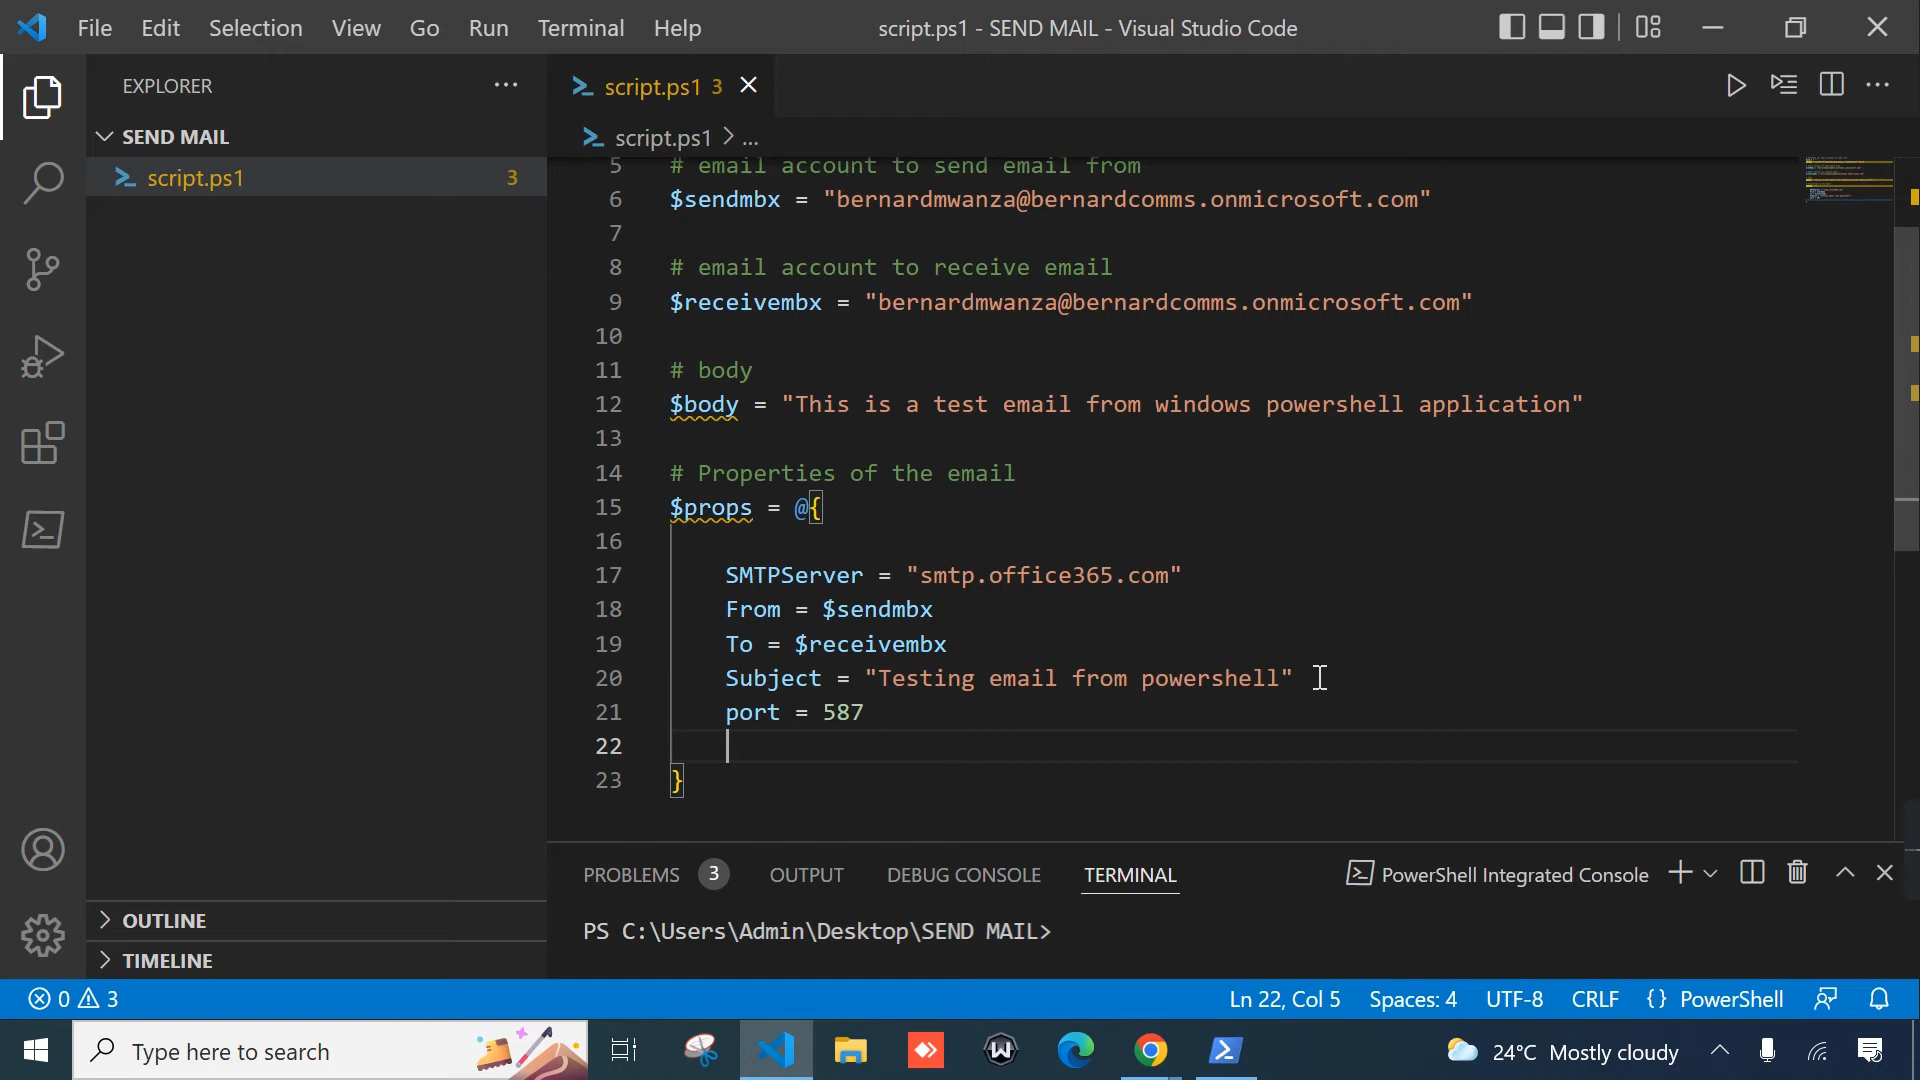 File Edit Selection View Go Run Terminal Help script.ps1 - SEND MAIL - Visual Studio Code
EXPLORER
SEND MAIL
script.ps1 3
OUTLINE
TIMELINE
script.ps1 3
script.ps1 > ...
5 # email account to send email from
6 $sendmbx = "bernardmwanza@bernardcomms.onmicrosoft.com"
7
8 # email account to receive email
9 $receivembx = "bernardmwanza@bernardcomms.onmicrosoft.com"
10
11 # body
12 $body = "This is a test email from windows powershell application"
13
14 # Properties of the email
15 $props = @{
16
17 SMTPServer = "smtp.office365.com"
18 From = $sendmbx
19 To = $receivembx
20 Subject = "Testing email from powershell"
21 port = 587
22
23 }
PROBLEMS 3 OUTPUT DEBUG CONSOLE TERMINAL PowerShell Integrated Console
PS C:\Users\Admin\Desktop\SEND MAIL>
0 3 Ln 22, Col 5 Spaces: 4 UTF-8 CRLF {} PowerShell
Type here to search 24°C Mostly cloudy